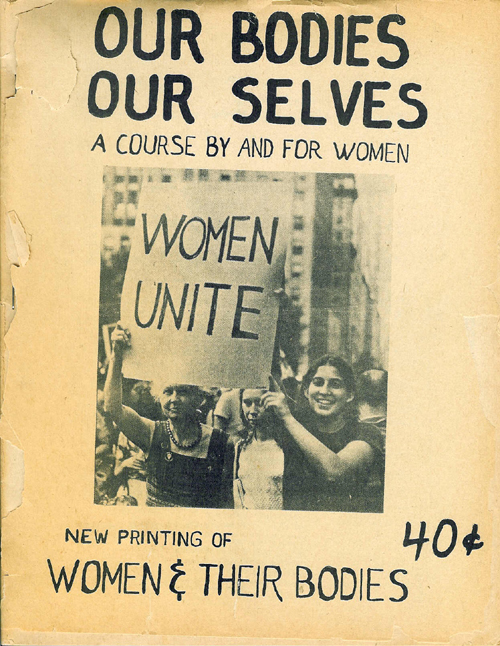 OUR BODIES
OUR SELVES
A COURSE BY AND FOR WOMEN
WOMEN
UNITE
NEW PRINTING OF
40¢
WOMEN & THEIR BODIES